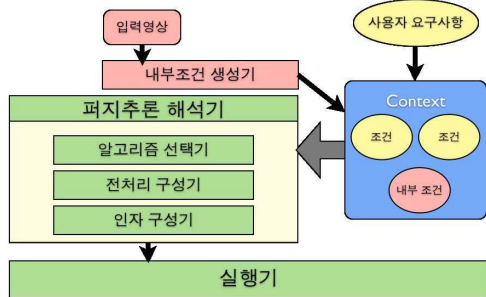 입력영상
사용자 요구사항
내부조건 생성기
퍼지추론 해석기
알고리즘 선택기
전처리 구성기
인자 구성기
Context
조건
조건
내부 조건
실행기